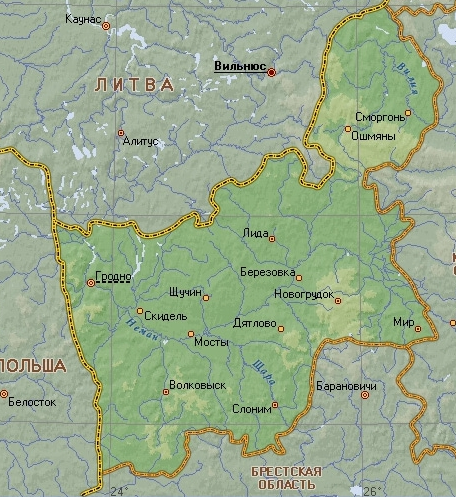 Каунас
Вильнюс
ЛИТВА
Вилия
Сморгонь
Ошмяны
Алитус
Лида
Гродно
Березовка
Щучин
Новогрудок
Скидель
Неман
Дятлово
Мир
Мосты
ПОЛЬША
Щара
Волковыск
Барановичи
Белосток
Слоним
БРЕСТСКАЯ
ОБЛАСТЬ
24°
26°